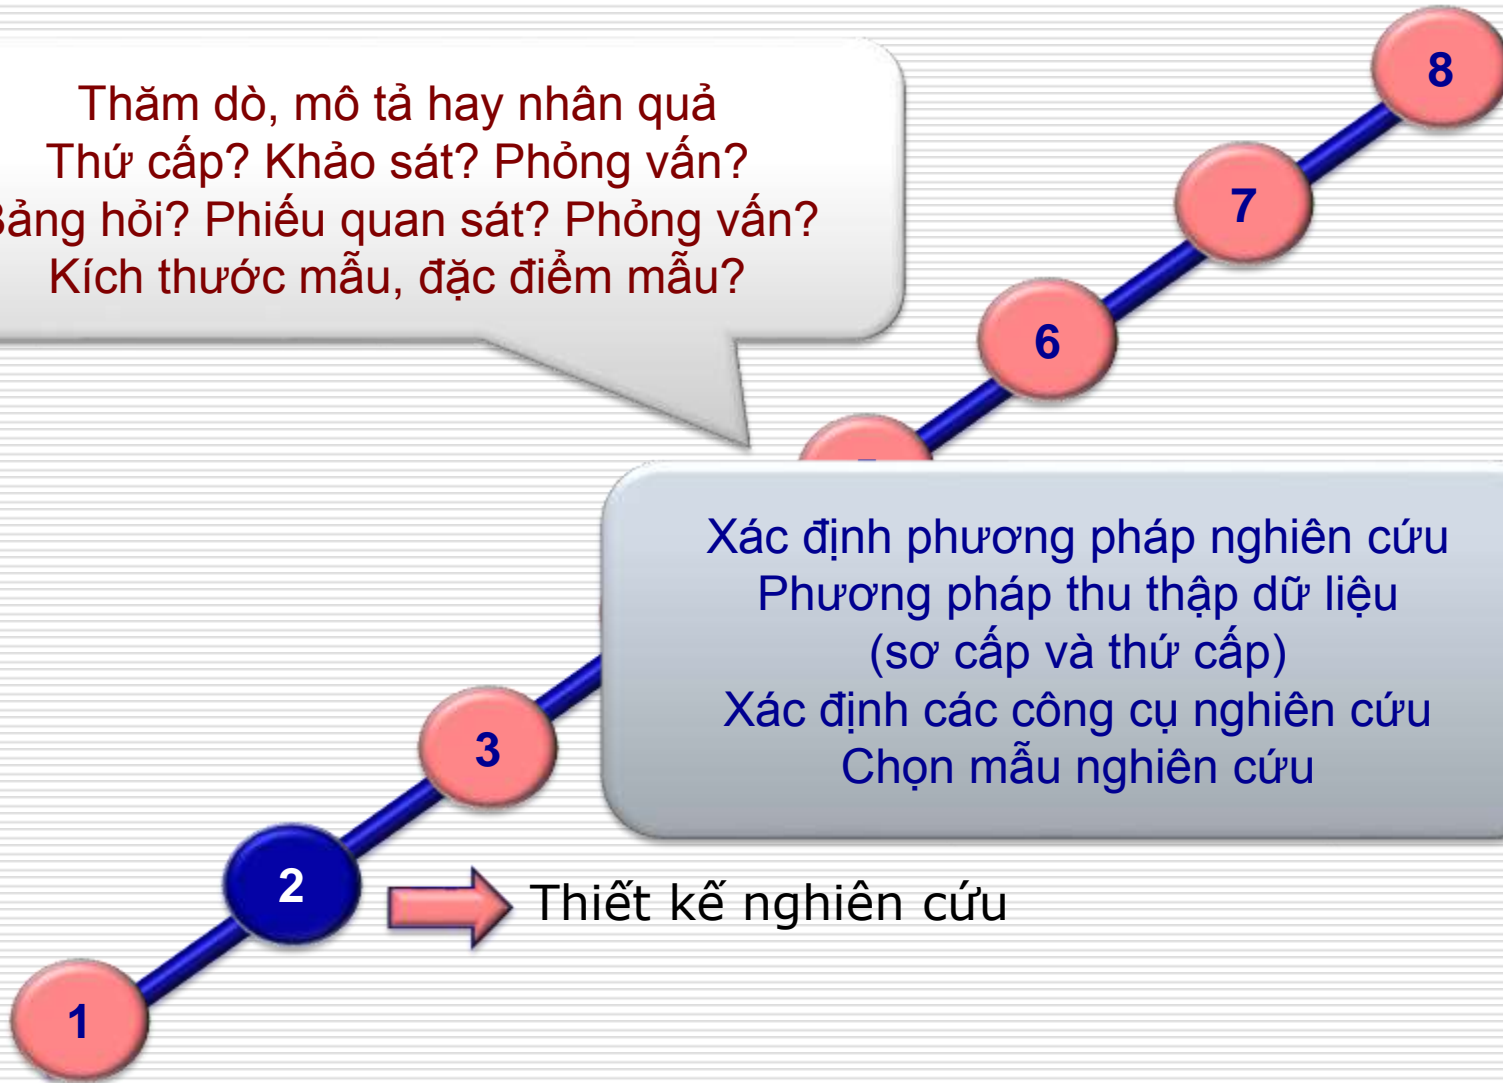 8
Thăm dò, mô tả hay nhân quả
Thứ cấp? Khảo sát? Phỏng vấn?
ảng hỏi? Phiếu quan sát? Phỏng vấn?
Kích thước mẫu, đặc điểm mẫu?
7
6
Xác định phương pháp nghiên cứu
Phương pháp thu thập dữ liệu
(sơ cấp và thứ cấp)
Xác định các công cụ nghiên cứu
Chọn mẫu nghiên cứu
3
2
Thiết kế nghiên cứu
1